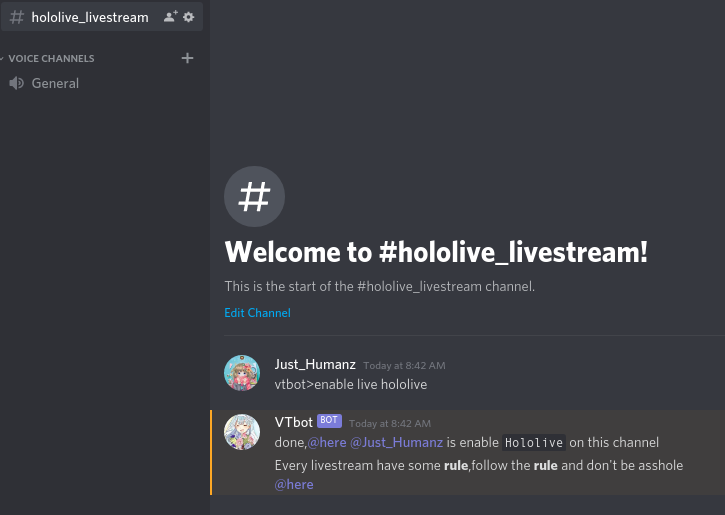 # hololive_livestream
VOICE CHANNELS
General
#
Welcome to #hololive_livestream!
This is the start of the #hololive_livestream channel.
Edit Channel
Just_Humanz Today at 8:42 AM
vtbot>enable live hololive
VTbot BOT Today at 8:42 AM
done,@here @Just_Humanz is enable Hololive on this channel
Every livestream have some rule,follow the rule and don't be asshole
@here